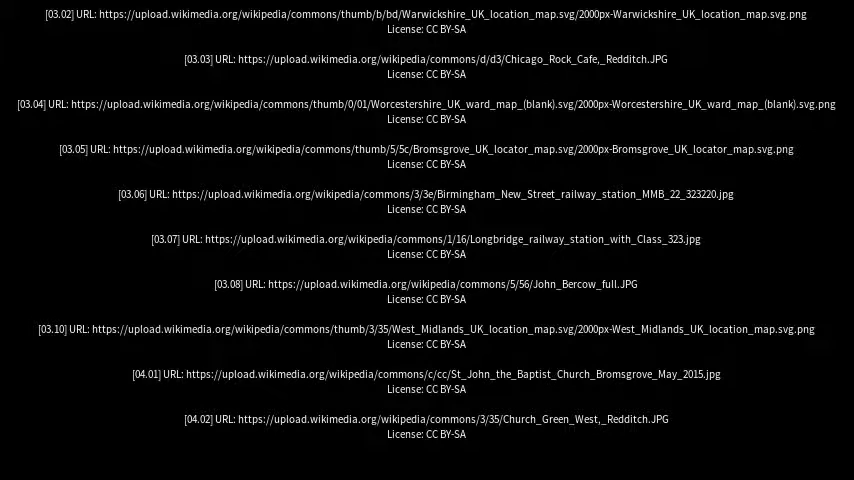 [03.02] URL: https://upload.wikimedia.org/wikipedia/commons/thumb/b/bd/Warwickshire_UK_location_map.svg/2000px-Warwickshire_UK_location_map.svg.png
License: CC BY-SA
[03.03] URL: https://upload.wikimedia.org/wikipedia/commons/d/d3/Chicago_Rock_Cafe,_Redditch.JPG
License: CC BY-SA
[03.04] URL: https://upload.wikimedia.org/wikipedia/commons/thumb/0/01/Worcestershire_UK_ward_map_(blank).svg/2000px-Worcestershire_UK_ward_map_(blank).svg.png
License: CC BY-SA
[03.05] URL: https://upload.wikimedia.org/wikipedia/commons/thumb/5/5c/Bromsgrove_UK_locator_map.svg/2000px-Bromsgrove_UK_locator_map.svg.png
License: CC BY-SA
[03.06] URL: https://upload.wikimedia.org/wikipedia/commons/3/3e/Birmingham_New_Street_railway_station_MMB_22_323220.jpg
License: CC BY-SA
[03.07] URL: https://upload.wikimedia.org/wikipedia/commons/1/16/Longbridge_railway_station_with_Class_323.jpg
License: CC BY-SA
[03.08] URL: https://upload.wikimedia.org/wikipedia/commons/5/56/John_Bercow_full.JPG
License: CC BY-SA
[03.10] URL: https://upload.wikimedia.org/wikipedia/commons/thumb/3/35/West_Midlands_UK_location_map.svg/2000px-West_Midlands_UK_location_map.svg.png
License: CC BY-SA
[04.01] URL: https://upload.wikimedia.org/wikipedia/commons/c/cc/St_John_the_Baptist_Church_Bromsgrove_May_2015.jpg
License: CC BY-SA
[04.02] URL: https://upload.wikimedia.org/wikipedia/commons/3/35/Church_Green_West,_Redditch.JPG
License: CC BY-SA